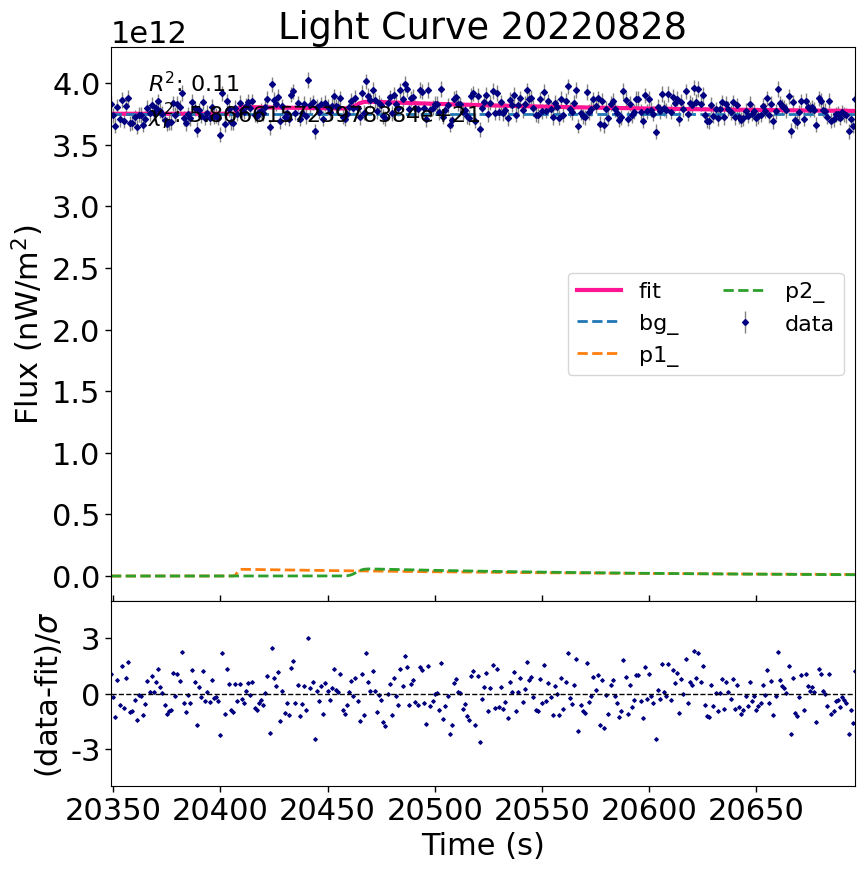 Light Curve 20220828
1e12
R²: 0.11
4.0
3.5
3.0
2.5
2.0
1.5
1.0
0.5
0.0
Flux (nW/m²)
fit
bg_
p1_
p2_
data
3
0
-3
(data-fit)/σ
20350 20400 20450 20500 20550 20600 20650
Time (s)